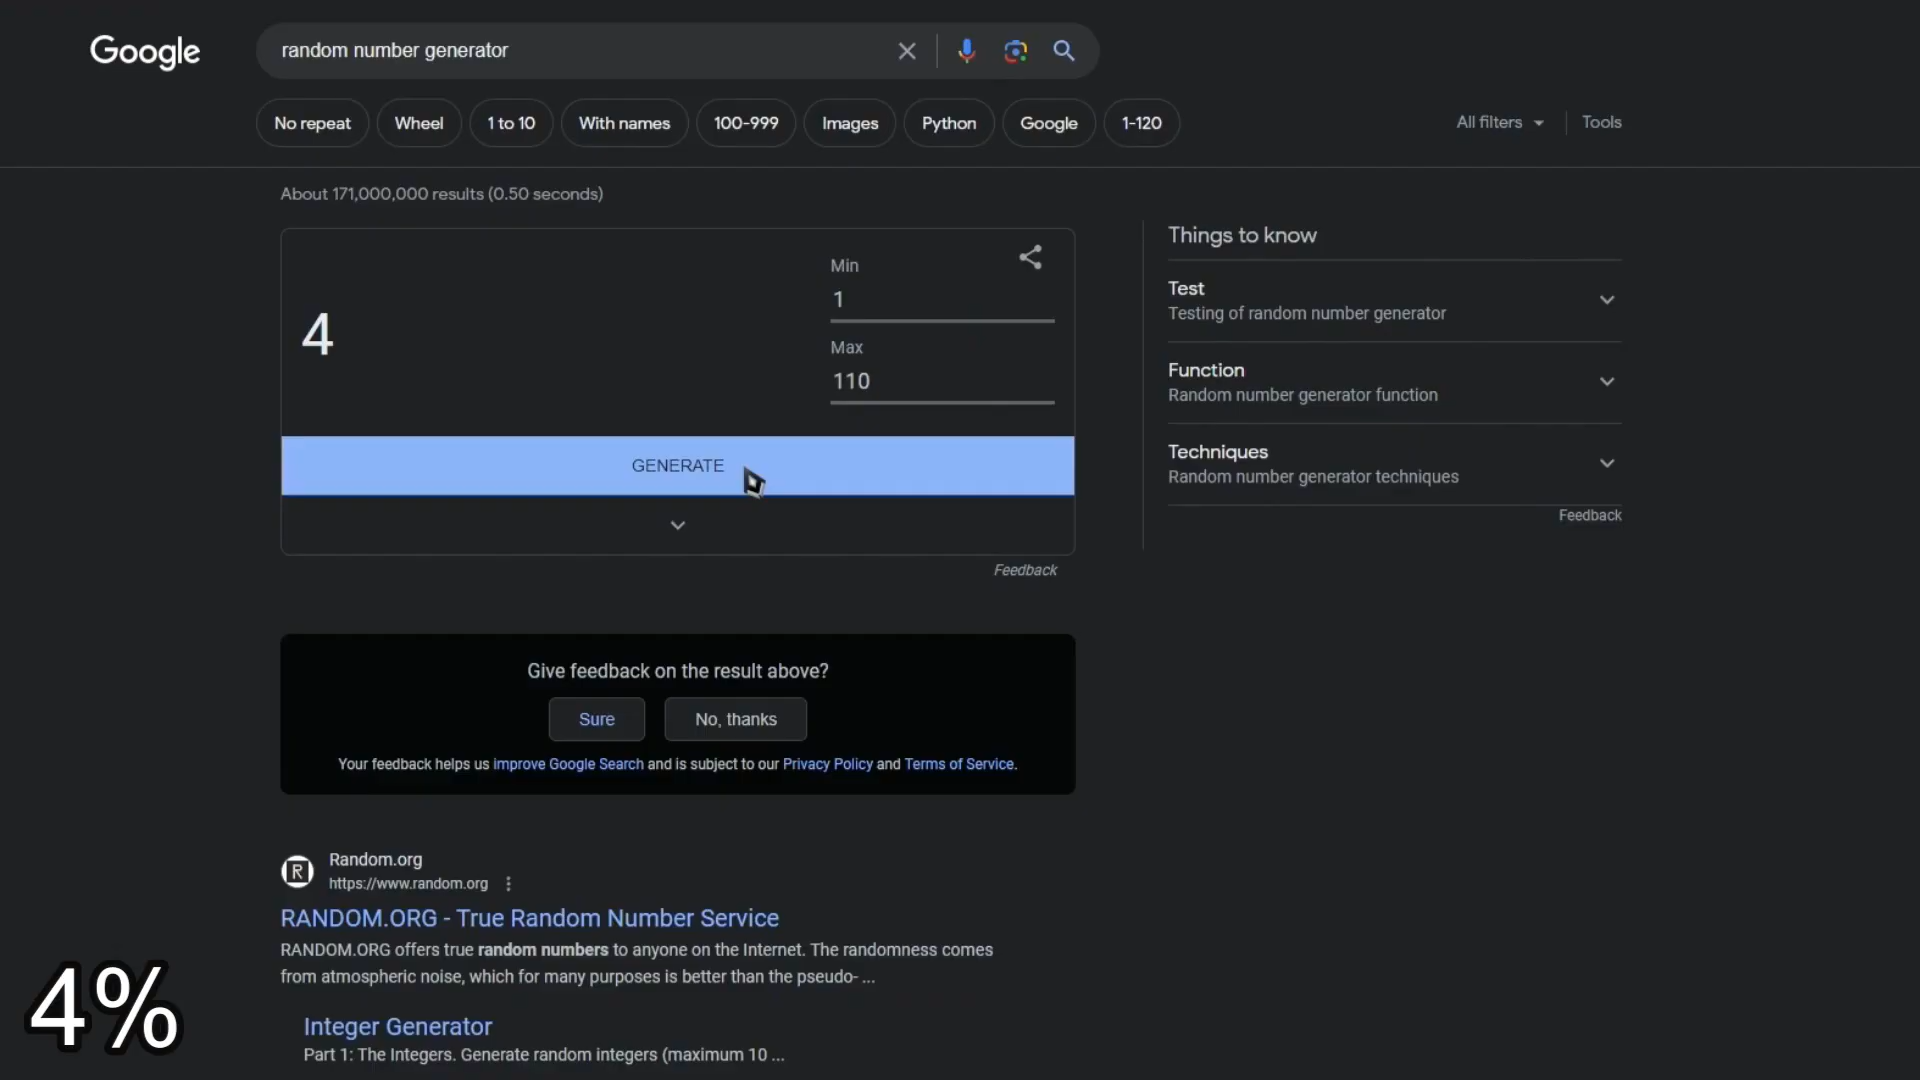 Google
random number generator
No repeat
Wheel
1 to 10
With names
100-999
Images
Python
Google
1-120
All filters
Tools
About 171,000,000 results (0.50 seconds)
4
Min
1
Max
110
GENERATE
Feedback
Things to know
Test
Testing of random number generator
Function
Random number generator function
Techniques
Random number generator techniques
Feedback
Give feedback on the result above?
Sure
No, thanks
Your feedback helps us improve Google Search and is subject to our Privacy Policy and Terms of Service.
R
Random.org
https://www.random.org
RANDOM.ORG - True Random Number Service
RANDOM.ORG offers true random numbers to anyone on the Internet. The randomness comes
from atmospheric noise, which for many purposes is better than the pseudo- ...
Integer Generator
Part 1: The Integers. Generate random integers (maximum 10 ...
4%